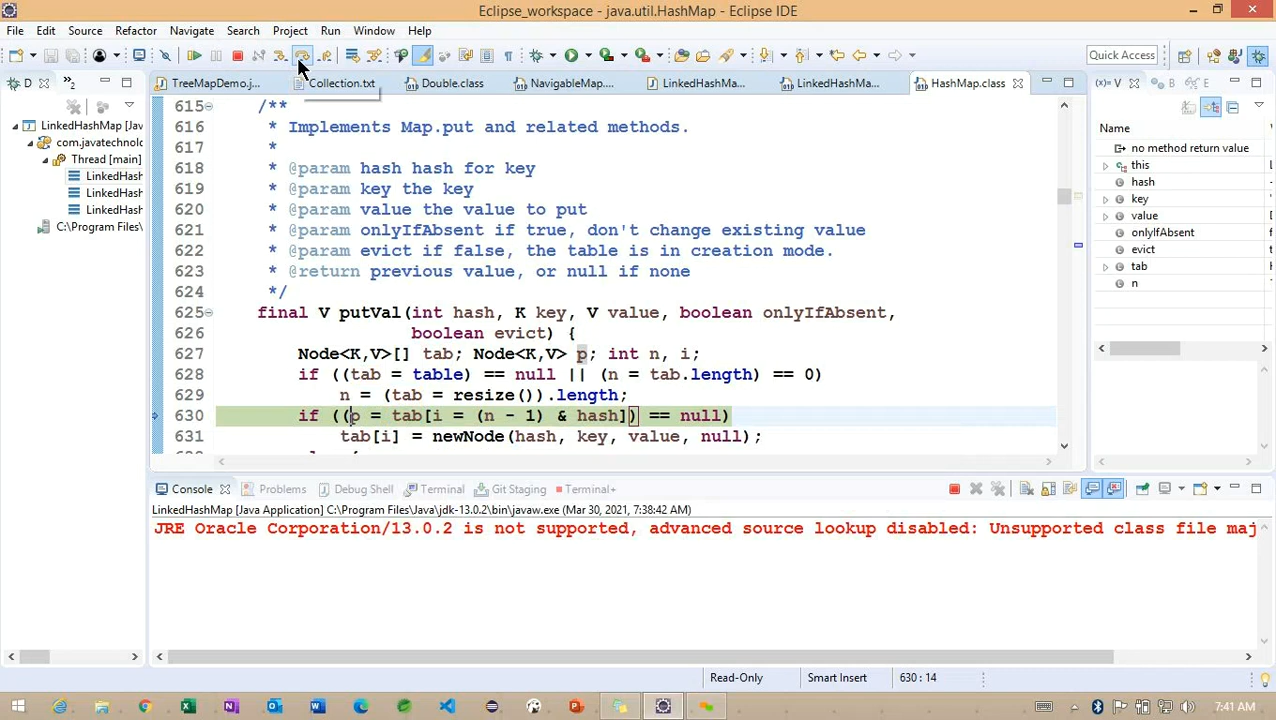 Eclipse_workspace - java.util.HashMap - Eclipse IDE
File Edit Source Refactor Navigate Search Project Run Window Help
Quick Access
D
»2
TreeMapDemo.j...
Collection.txt
Double.class
NavigableMap....
LinkedHashMa...
LinkedHashMa...
HashMap.class
(x)= V
B
E
LinkedHashMap [Jav
com.javatechnolo
Thread [main]
LinkedHash
LinkedHash
LinkedHash
C:\Program Files\
615 /**
616 * Implements Map.put and related methods.
617 *
618 * @param hash hash for key
619 * @param key the key
620 * @param value the value to put
621 * @param onlyIfAbsent if true, don't change existing value
622 * @param evict if false, the table is in creation mode.
623 * @return previous value, or null if none
624 */
625 final V putVal(int hash, K key, V value, boolean onlyIfAbsent,
626 boolean evict) {
627 Node<K,V>[] tab; Node<K,V> p; int n, i;
628 if ((tab = table) == null || (n = tab.length) == 0)
629 n = (tab = resize()).length;
630 if ((p = tab[i = (n - 1) & hash]) == null)
631 tab[i] = newNode(hash, key, value, null);
Name
no method return value
this
hash
key
value
onlyIfAbsent
evict
tab
n
Console Problems Debug Shell Terminal Git Staging Terminal+
LinkedHashMap [Java Application] C:\Program Files\Java\jdk-13.0.2\bin\javaw.exe (Mar 30, 2021, 7:38:42 AM)
JRE Oracle Corporation/13.0.2 is not supported, advanced source lookup disabled: Unsupported class file maj
Read-Only Smart Insert 630 : 14
7:41 AM